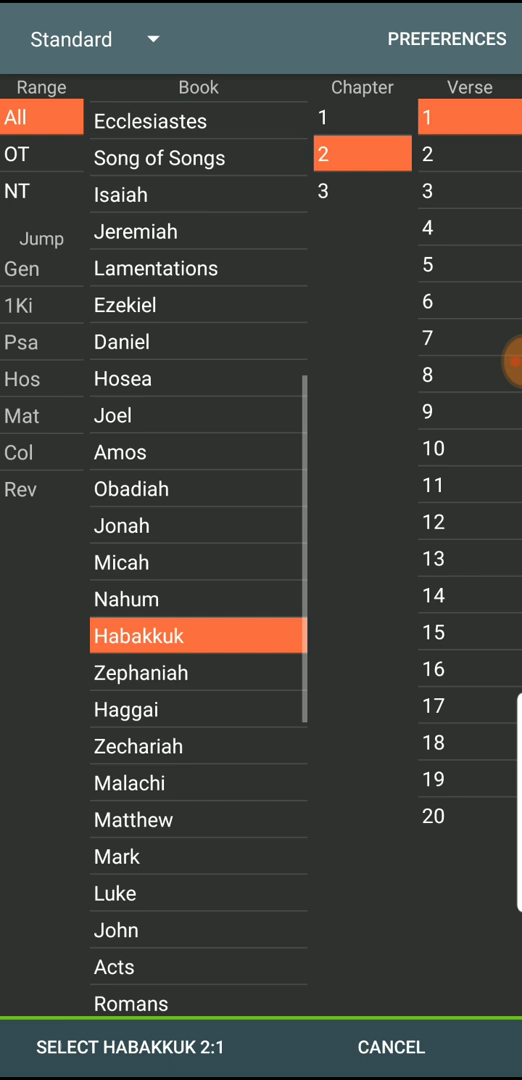 Standard
PREFERENCES
Range
Book
Chapter
Verse
All
OT
NT
Jump
Gen
1Ki
Psa
Hos
Mat
Col
Rev
Ecclesiastes
Song of Songs
Isaiah
Jeremiah
Lamentations
Ezekiel
Daniel
Hosea
Joel
Amos
Obadiah
Jonah
Micah
Nahum
Habakkuk
Zephaniah
Haggai
Zechariah
Malachi
Matthew
Mark
Luke
John
Acts
Romans
1
2
3
1
2
3
4
5
6
7
8
9
10
11
12
13
14
15
16
17
18
19
20
SELECT HABAKKUK 2:1
CANCEL